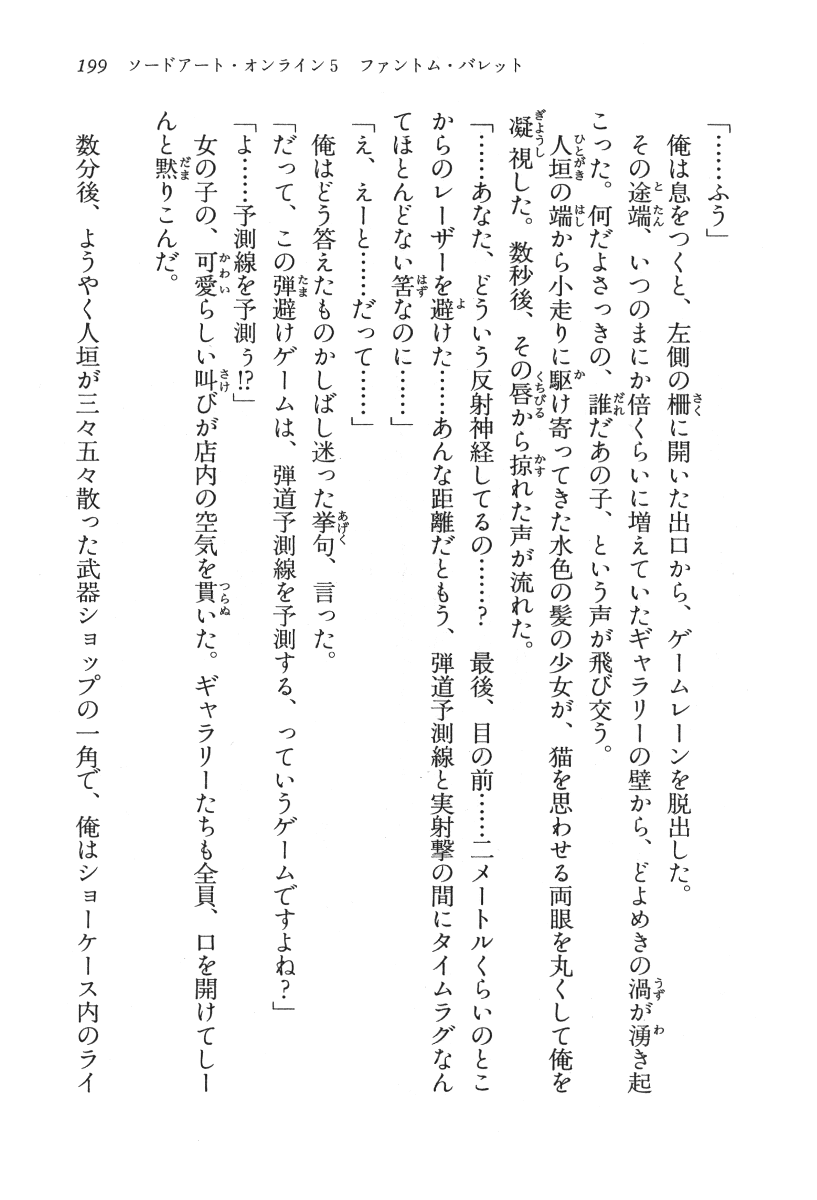 199　ソードアート・オンライン5　ファントム・バレット
「……ふう」
　俺は息をつくと、左側の柵に開いた出口から、ゲームレーンを脱出した。
　その途端、いつのまにか倍くらいに増えていたギャラリーの壁から、どよめきの渦が湧き起
こった。何だよさっきの、誰だあの子、という声が飛び交う。
　人垣の端から小走りに駆け寄ってきた水色の髪の少女が、猫を思わせる両眼を丸くして俺を
凝視した。数秒後、その唇から掠れた声が流れた。
「……あなた、どういう反射神経してるの……？　最後、目の前……二メートルくらいのとこ
からのレーザーを避けた……あんな距離だともう、弾道予測線と実射撃の間にタイムラグなん
てほとんどない筈なのに……」
「え、えーと……だって……」
　俺はどう答えたものかしばし迷った挙句、言った。
「だって、この弾避けゲームは、弾道予測線を予測する、っていうゲームですよね？」
「よ……予測線を予測ぅ!?」
　女の子の、可愛らしい叫びが店内の空気を貫いた。ギャラリーたちも全員、口を開けてしー
んと黙りこんだ。
　数分後、ようやく人垣が三々五々散った武器ショップの一角で、俺はショーケース内のライ